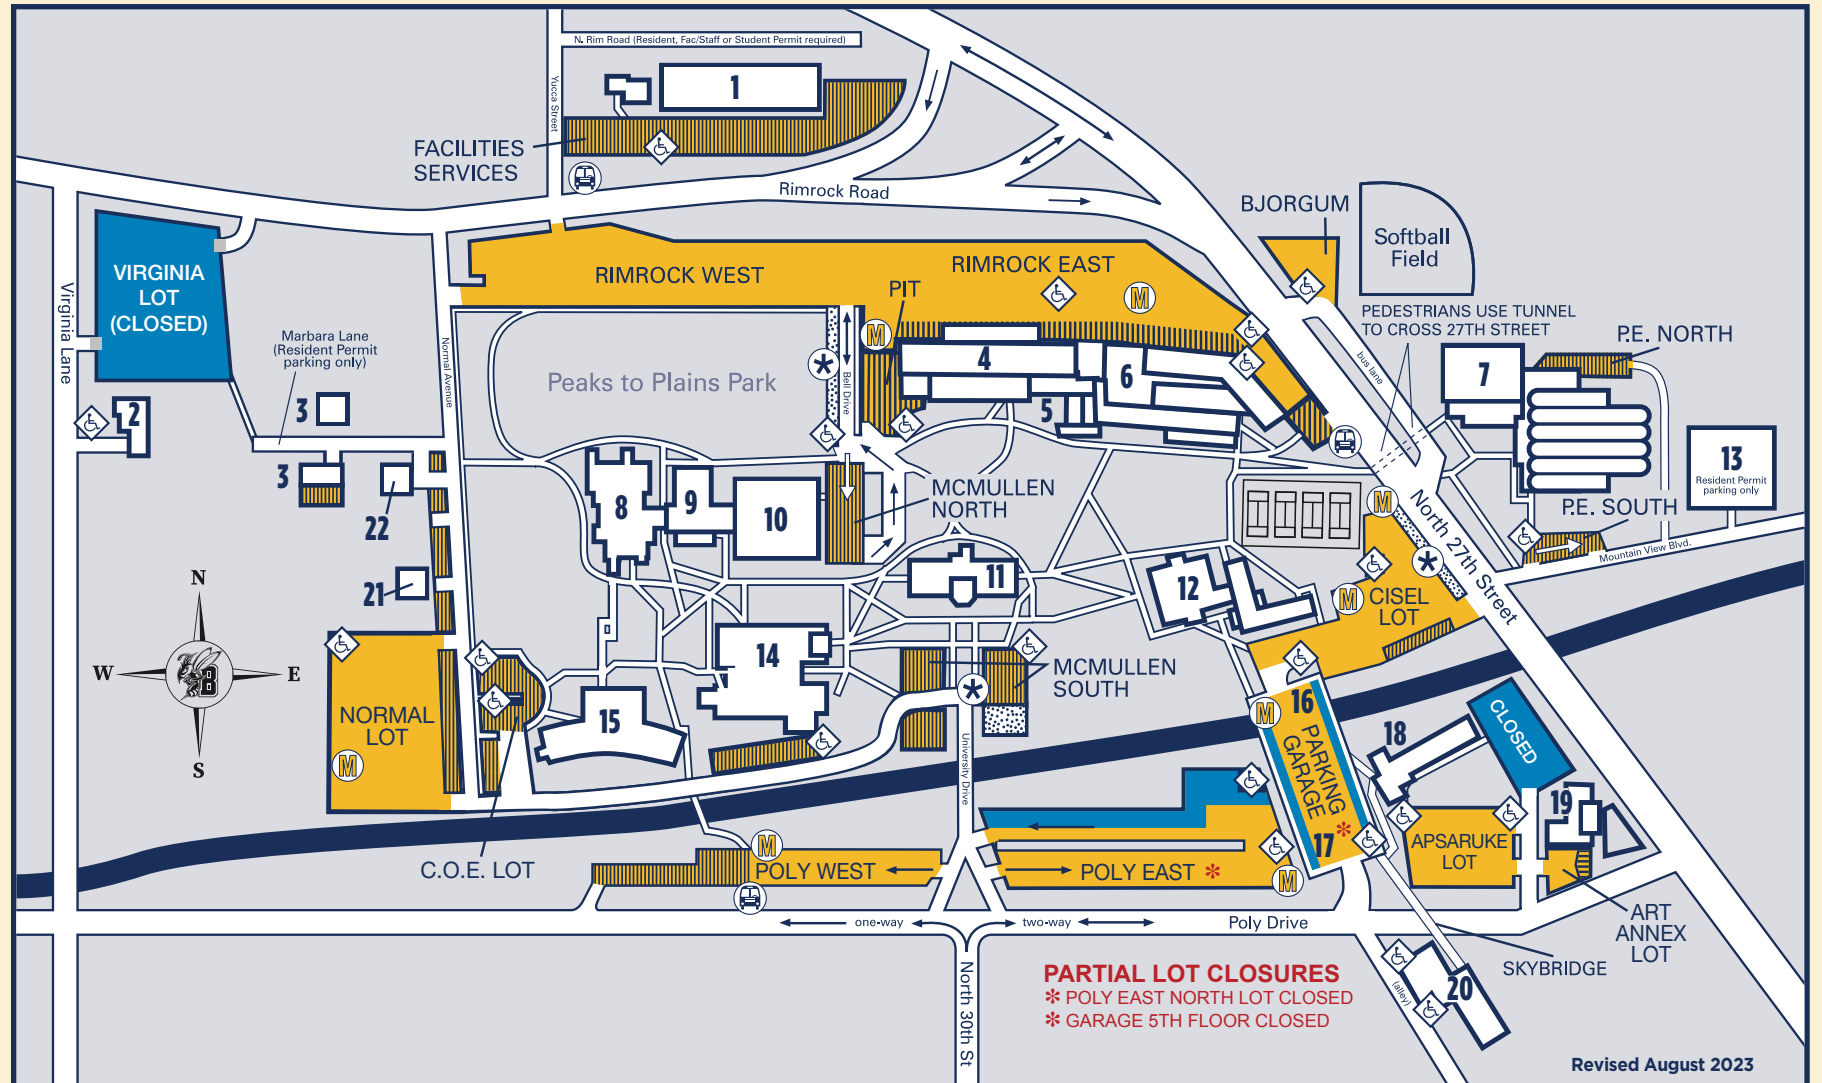 N. Rim Road (Resident, Fac/Staff or Student Permit required)
Yucca Street
1
FACILITIES
SERVICES
Rimrock Road
BJORGUM
Softball
Field
VIRGINIA
LOT
(CLOSED)
RIMROCK WEST
RIMROCK EAST
M
PIT
M
PEDESTRIANS USE TUNNEL
TO CROSS 27TH STREET
P.E. NORTH
Virginia Lane
Marbara Lane
(Resident Permit
parking only)
Normal Avenue
Peaks to Plains Park
*
Bell Drive
4
6
5
bus lane
7
2
3
3
22
21
8
9
10
MCMULLEN
NORTH
11
12
13
Resident Permit
parking only
P.E. SOUTH
Mountain View Blvd.
M
North 27th Street
*
M
CISEL
LOT
N
W
E
S
B
NORMAL
LOT
M
15
14
MCMULLEN
SOUTH
*
University Drive
M
16
PARKING
GARAGE
17
*
18
CLOSED
19
APSARUKE
LOT
C.O.E. LOT
M
POLY WEST
POLY EAST *
M
one-way
two-way
Poly Drive
ART
ANNEX
LOT
SKYBRIDGE
20
(alley)
North 30th St
PARTIAL LOT CLOSURES
* POLY EAST NORTH LOT CLOSED
* GARAGE 5TH FLOOR CLOSED
Revised August 2023